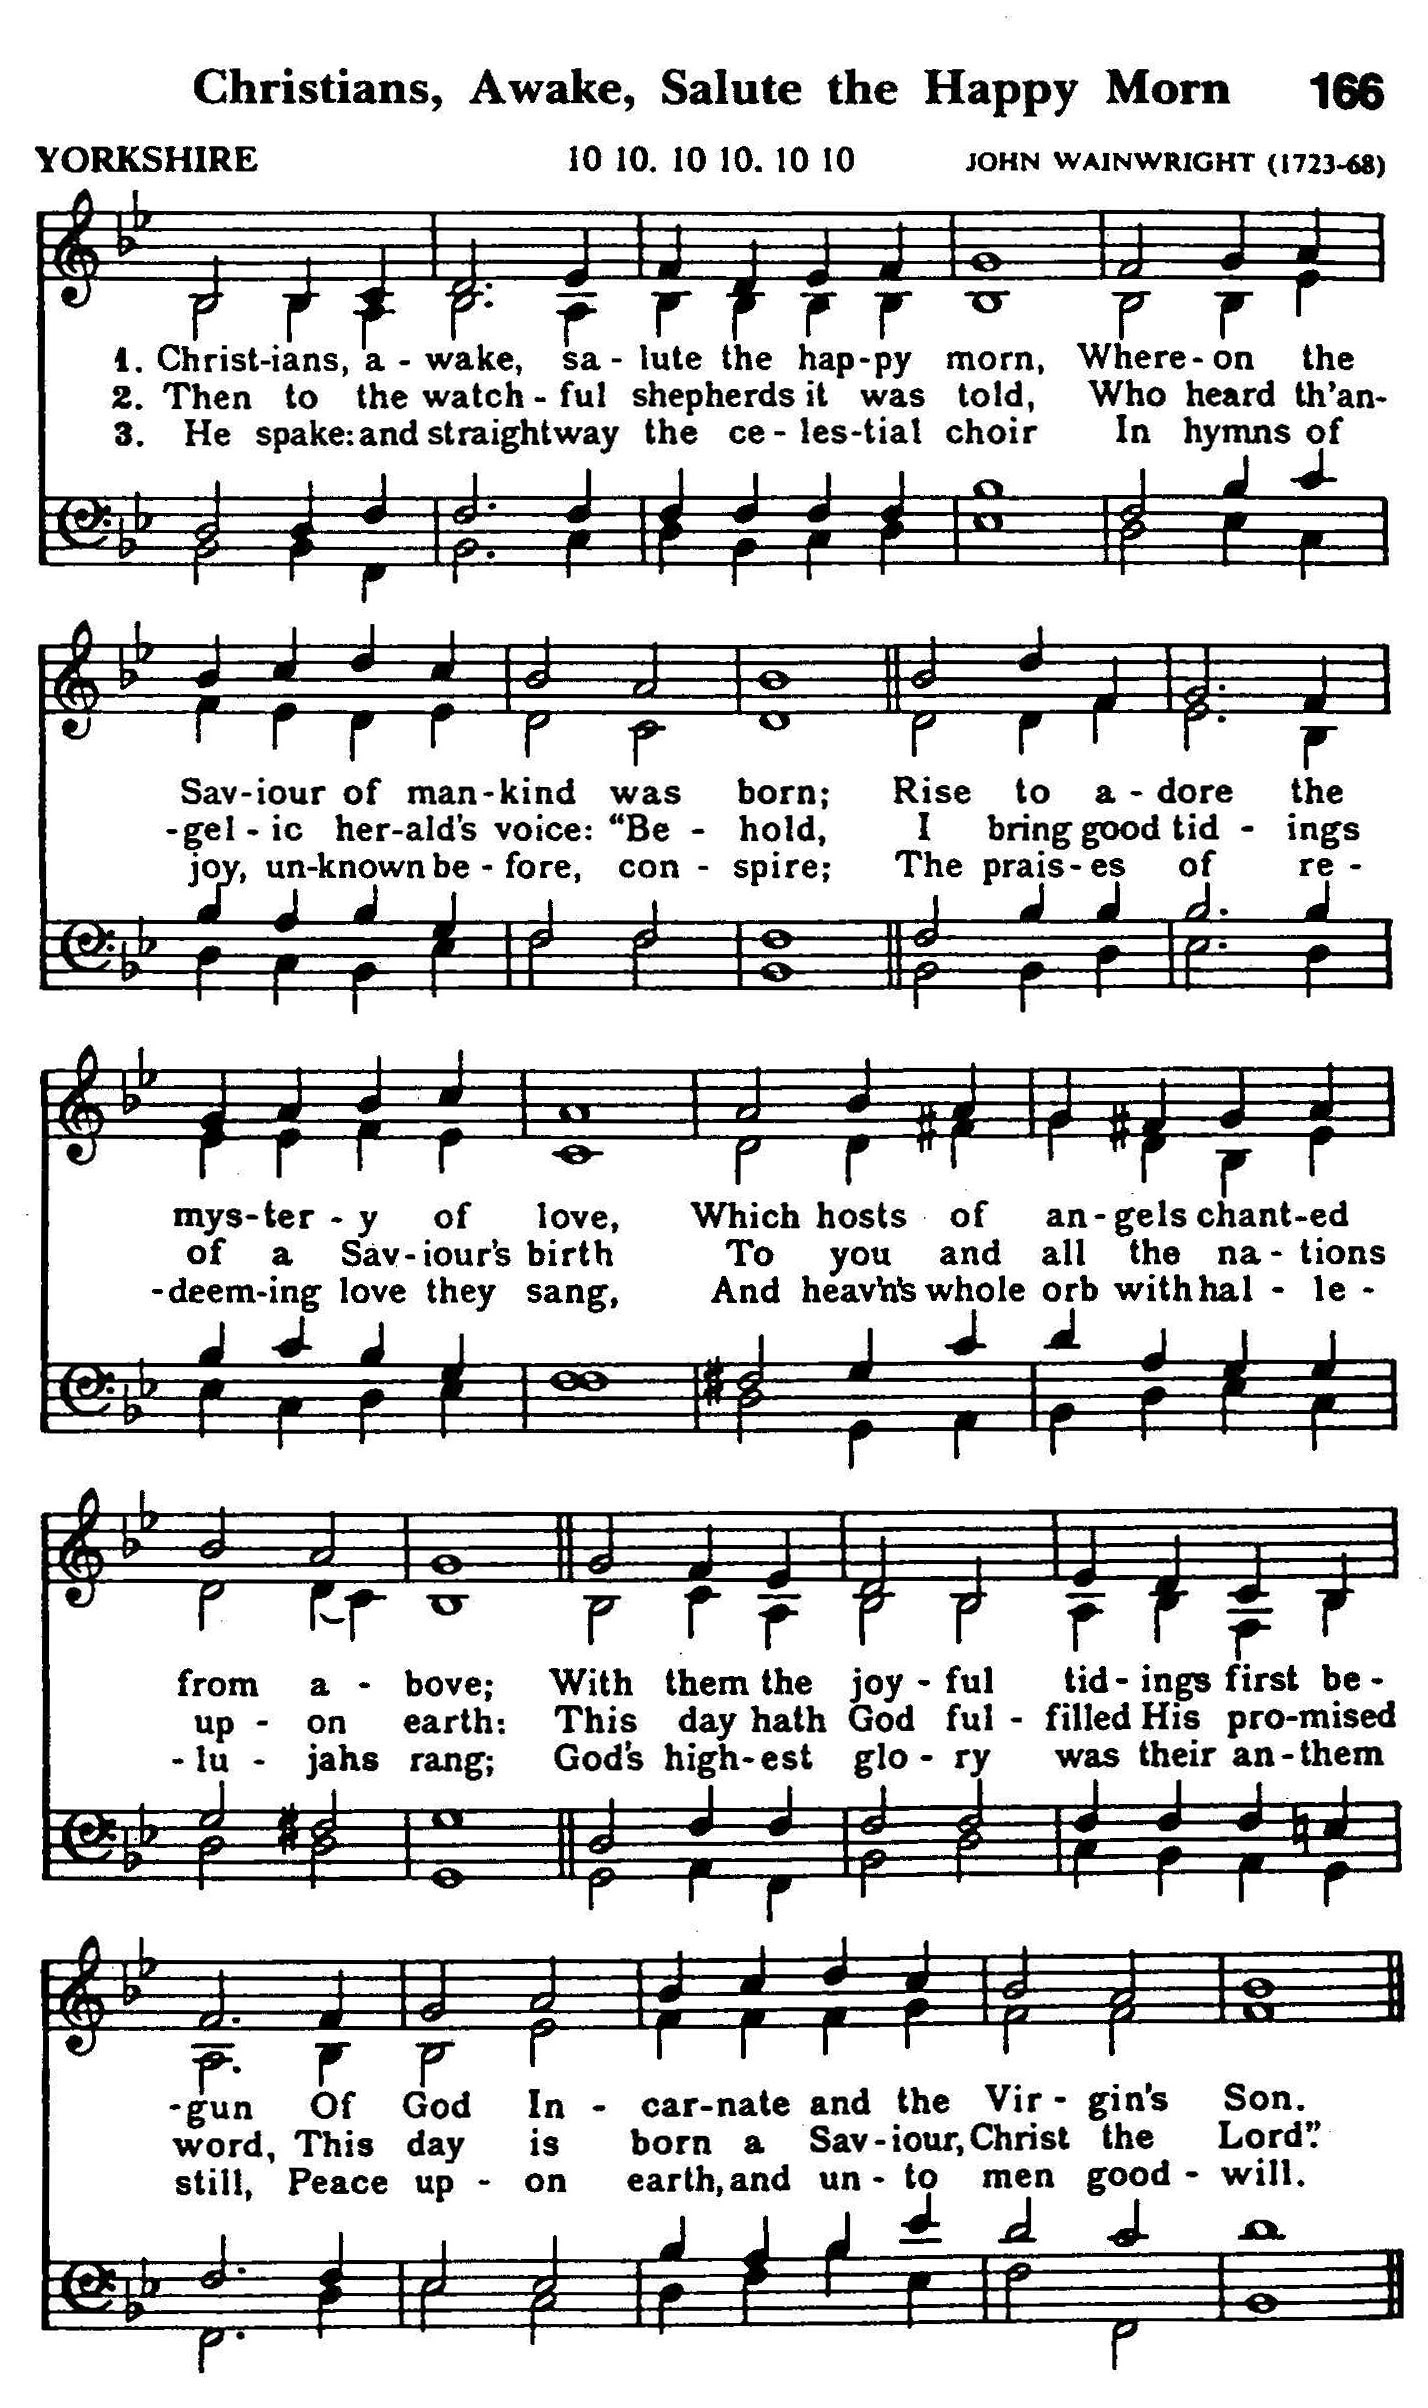 Christians, Awake, Salute the Happy Morn 166
YORKSHIRE 10 10. 10 10. 10 10 JOHN WAINWRIGHT (1723-68)
1. Christ-ians, a - wake, sa - lute the hap-py morn, Where-on the
2. Then to the watch - ful shepherds it was told, Who heard th'an-
3. He spake: and straightway the ce - les-tial choir In hymns of
Sav-iour of man-kind was born; Rise to a - dore the
-gel - ic her-ald's voice: “Be - hold, I bring good tid - ings
joy, un-known be - fore, con - spire; The prais-es of re -
mys-ter - y of love, Which hosts of an-gels chant-ed
of a Sav-iour's birth To you and all the na - tions
-deem-ing love they sang, And heav'n's whole orb with hal - le -
from a - bove; With them the joy - ful tid - ings first be -
up - on earth: This day hath God ful - filled His pro-mised
-lu - jahs rang; God's high-est glo - ry was their an-them
-gun Of God In - car-nate and the Vir - gin's Son.
word, This day is born a Sav-iour, Christ the Lord”.
still, Peace up - on earth, and un - to men good - will.